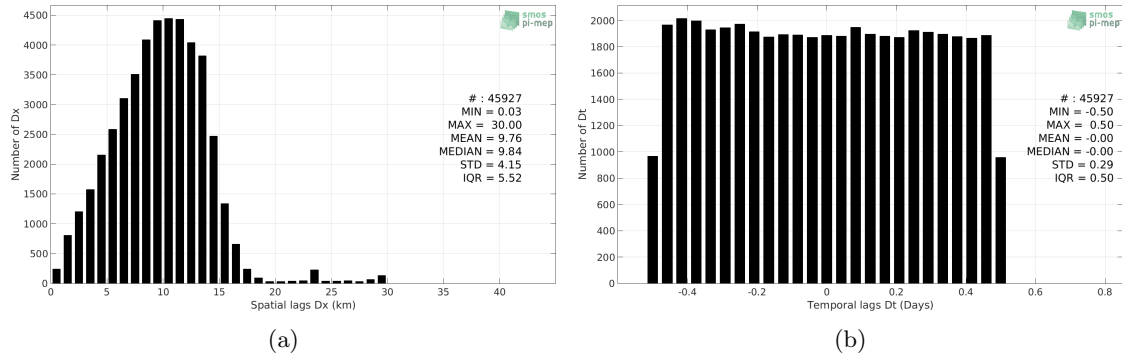 smos
pi-mep
4500
4000
3500
3000
2500
2000
1500
1000
500
0
Number of Dx
# : 45927
MIN = 0.03
MAX = 30.00
MEAN = 9.76
MEDIAN = 9.84
STD = 4.15
IQR = 5.52
0 5 10 15 20 25 30 35 40
Spatial lags Dx (km)
(a)
smos
pi-mep
2000
1800
1600
1400
1200
1000
800
600
400
200
0
Number of Dt
# : 45927
MIN = -0.50
MAX = 0.50
MEAN = -0.00
MEDIAN = -0.00
STD = 0.29
IQR = 0.50
-0.4 -0.2 0 0.2 0.4 0.6 0.8
Temporal lags Dt (Days)
(b)